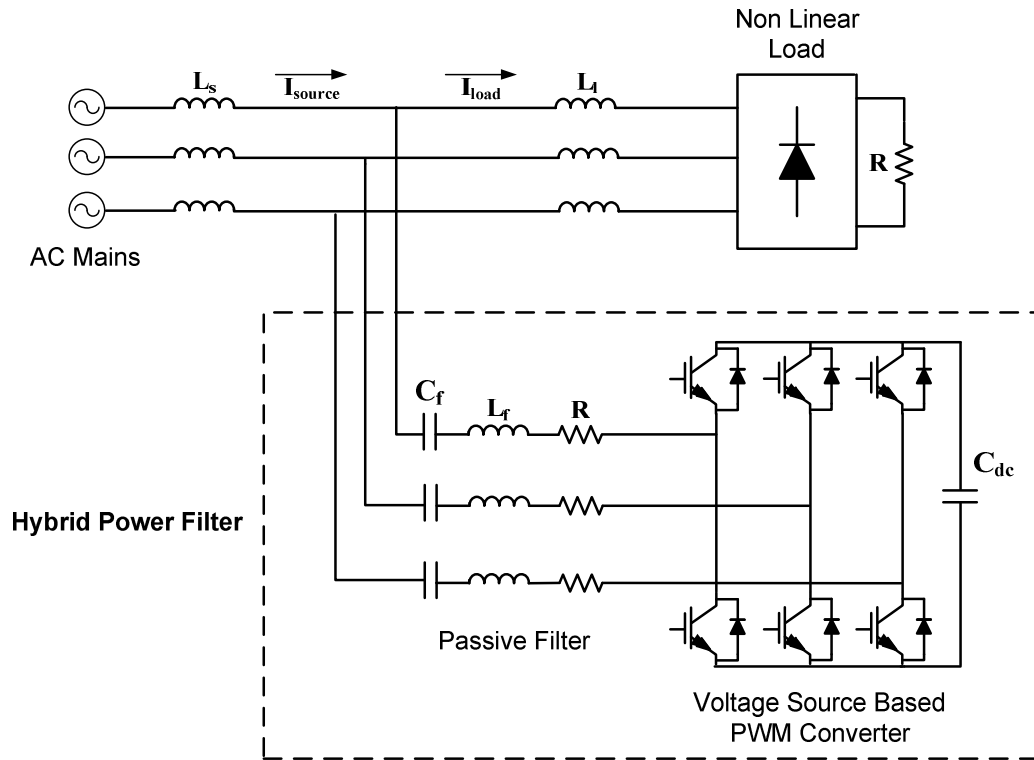 Non Linear
Load
Ls
Isource
Iload
Ll
R
AC Mains
Cf
Lf
R
Cdc
Hybrid Power Filter
Passive Filter
Voltage Source Based
PWM Converter